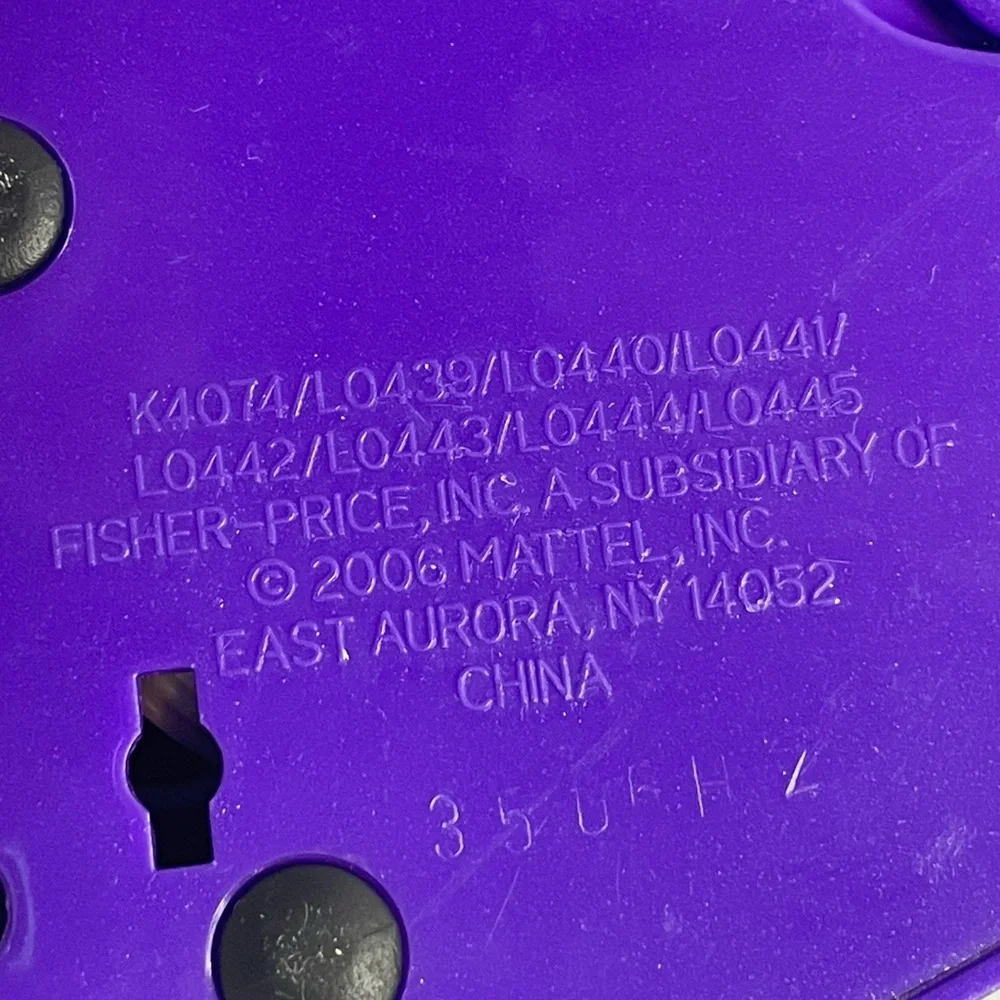 K4074/L0439/L0440/L0441/
L0442/L0443/L0444/L0445
FISHER-PRICE, INC. A SUBSIDIARY OF
© 2006 MATTEL, INC.
EAST AURORA, NY 14052
CHINA